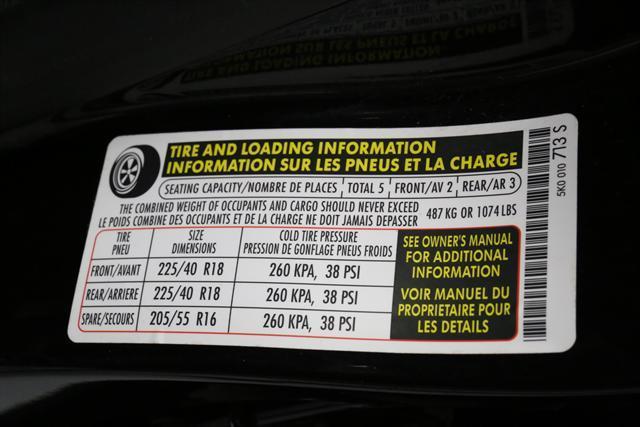 TIRE AND LOADING INFORMATION
INFORMATION SUR LES PNEUS ET LA CHARGE
SEATING CAPACITY/NOMBRE DE PLACES TOTAL 5 FRONT/AV 2 REAR/AR 3
THE COMBINED WEIGHT OF OCCUPANTS AND CARGO SHOULD NEVER EXCEED
LE POIDS COMBINE DES OCCUPANTS ET DE LA CHARGE NE DOIT JAMAIS DEPASSER
487 KG OR 1074 LBS
TIRE SIZE COLD TIRE PRESSURE
PNEU DIMENSIONS PRESSION DE GONFLAGE PNEUS FROIDS
FRONT/AVANT 225/40 R18 260 KPA, 38 PSI
REAR/ARRIERE 225/40 R18 260 KPA, 38 PSI
SPARE/SECOURS 205/55 R16 260 KPA, 38 PSI
SEE OWNER'S MANUAL
FOR ADDITIONAL
INFORMATION
VOIR MANUEL DU
PROPRIETAIRE POUR
LES DETAILS
5K0 010 713 S